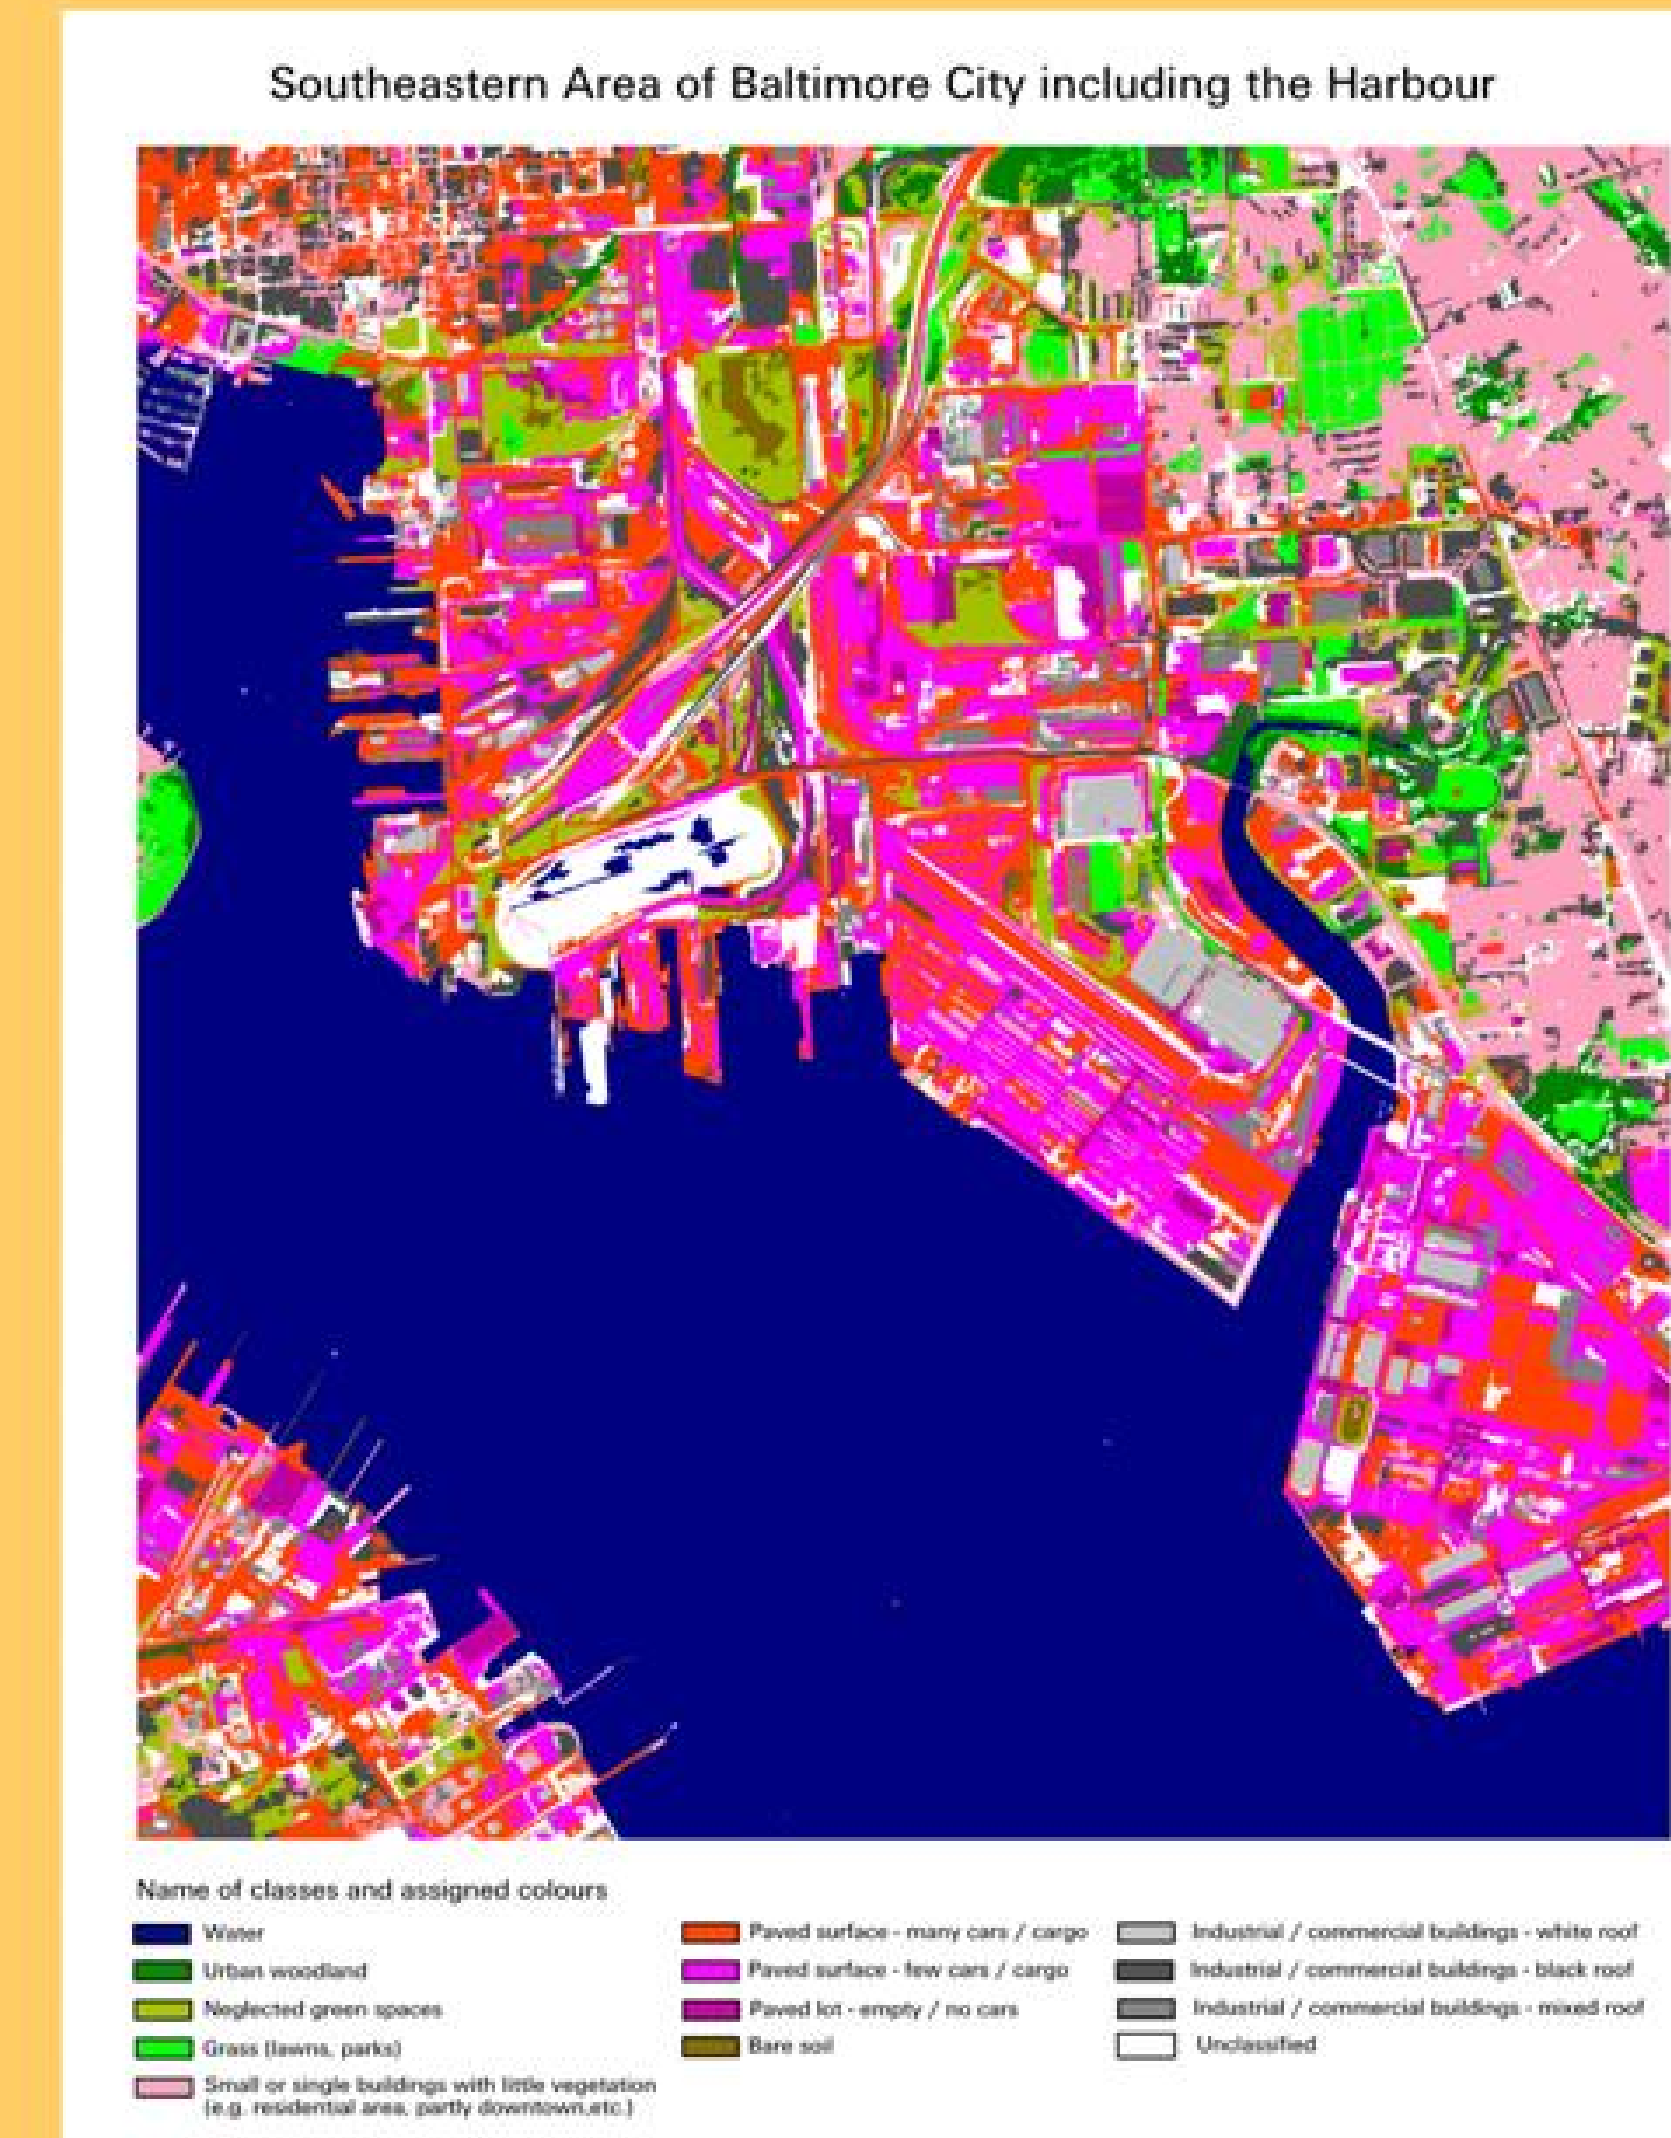 Southeastern Area of Baltimore City including the Harbour
Name of classes and assigned colours
Water
Urban woodland
Neglected green spaces
Grass (lawns, parks)
Small or single buildings with little vegetation
(e.g. residential area, partly downtown,etc.)
Paved surface - many cars / cargo
Paved surface - few cars / cargo
Paved lot - empty / no cars
Bare soil
Industrial / commercial buildings - white roof
Industrial / commercial buildings - black roof
Industrial / commercial buildings - mixed roof
Unclassified